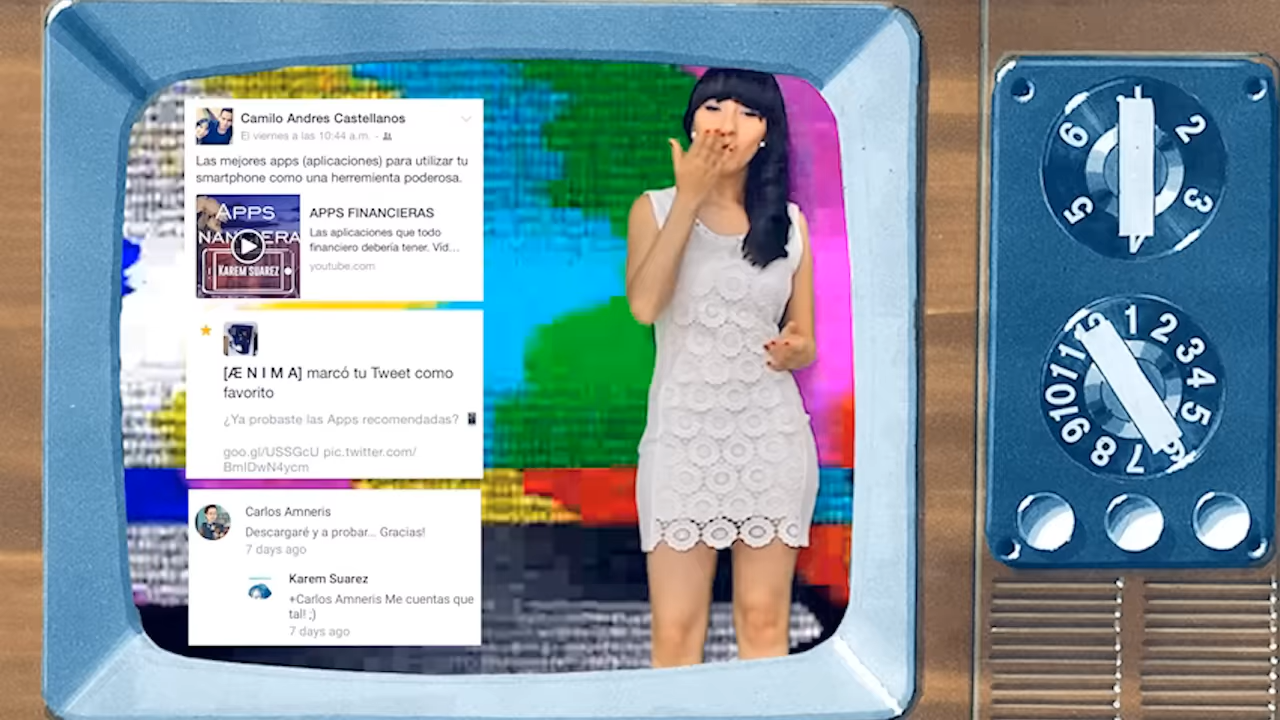 Camilo Andres Castellanos
El viernes a las 10:44 a.m. -
Las mejores apps (aplicaciones) para utilizar tu
smartphone como una herremienta poderosa.
APPS
NANCIERA
KAREM SUAREZ
APPS FINANCIERAS
Las aplicaciones que todo
financiero debería tener. Vid...
youtube.com
[Æ N I M A] marcó tu Tweet como
favorito
¿Ya probaste las Apps recomendadas?
goo.gl/USSGcU pic.twitter.com/
BmIDwN4ycm
Carlos Amneris
Descargaré y a probar... Gracias!
7 days ago
Karem Suarez
+Carlos Amneris Me cuentas que
tal! ;)
7 days ago
2
3
4
5
6
1
2
3
4
5
6
7
8
9
10
11
12